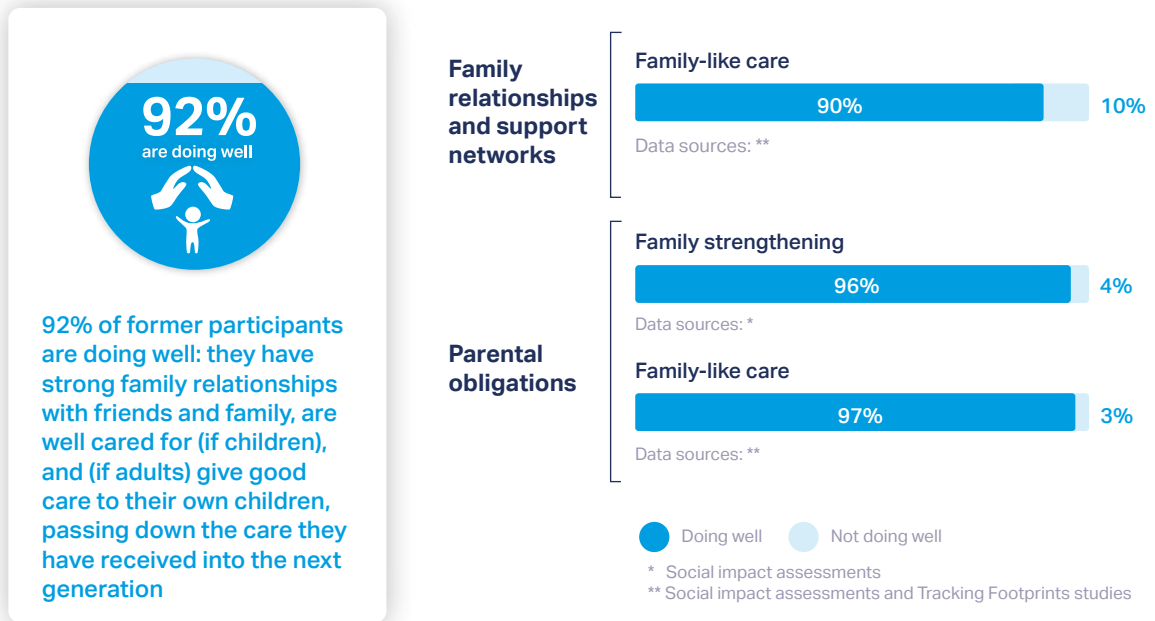 92%
are doing well
92% of former participants
are doing well: they have
strong family relationships
with friends and family, are
well cared for (if children),
and (if adults) give good
care to their own children,
passing down the care they
have received into the next
generation
Family
relationships
and support
networks
Family-like care
90%
10%
Data sources: **
Parental
obligations
Family strengthening
96%
4%
Data sources: *
Family-like care
97%
3%
Data sources: **
Doing well
Not doing well
* Social impact assessments
** Social impact assessments and Tracking Footprints studies